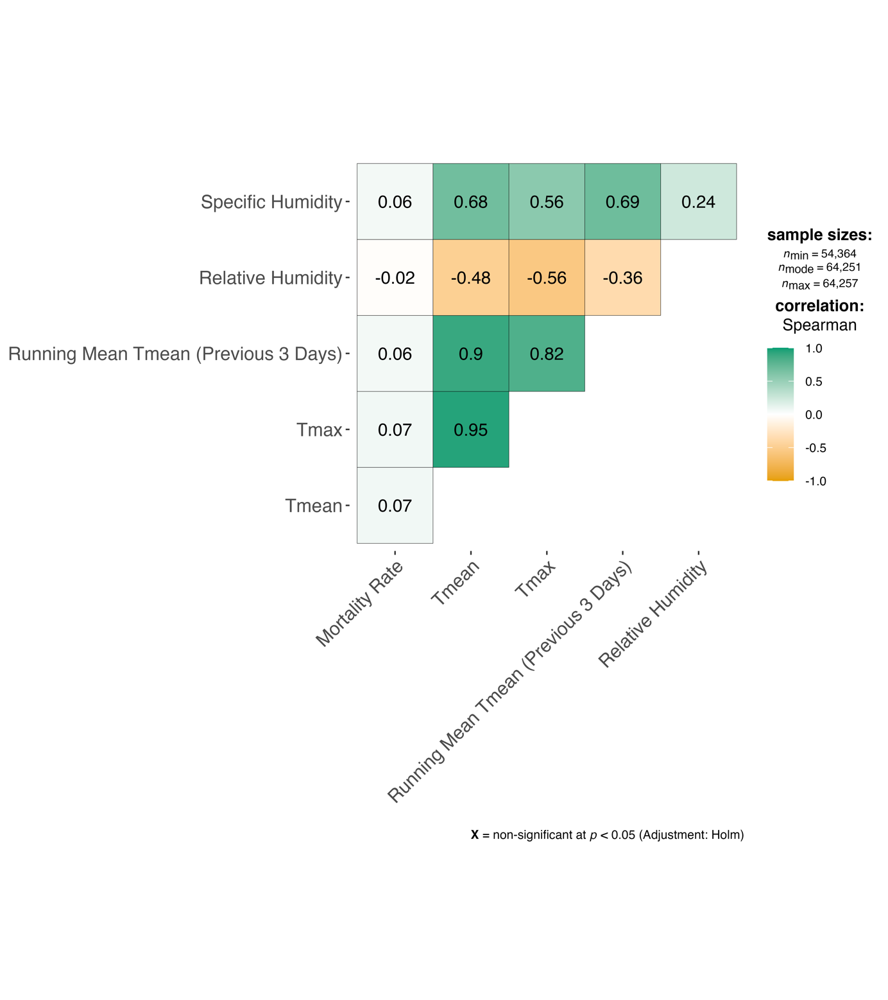 Specific Humidity
0.06 0.68 0.56 0.69 0.24
Relative Humidity
-0.02 -0.48 -0.56 -0.36
Running Mean Tmean (Previous 3 Days)
0.06 0.9 0.82
Tmax
0.07 0.95
Tmean
0.07
Mortality Rate
Tmean
Tmax
Running Mean Tmean (Previous 3 Days)
Relative Humidity
sample sizes:
nmin = 54,364
nmode = 64,251
nmax = 64,257
correlation:
Spearman
1.0
0.5
0.0
-0.5
-1.0
X = non-significant at p < 0.05 (Adjustment: Holm)